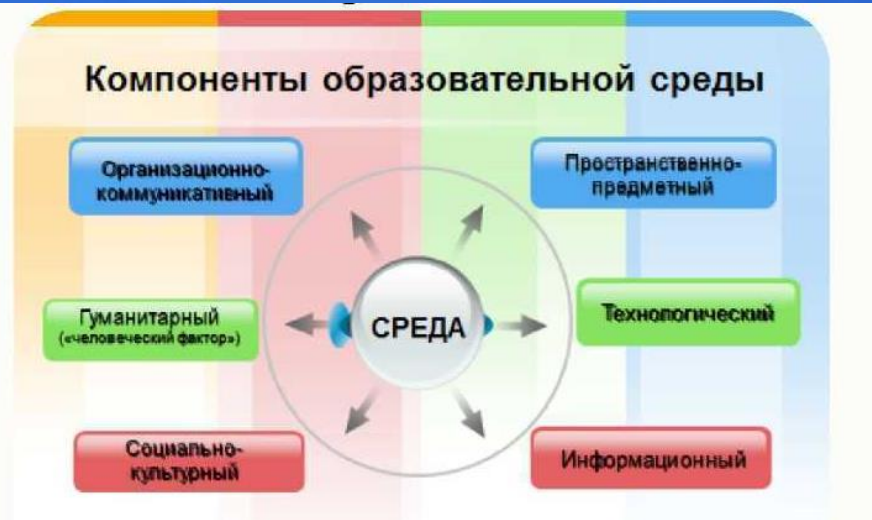 Компоненты образовательной среды
Организационно-
коммуникативный
Пространственно-
предметный
Гуманитарный
(«человеческий фактор»)
СРЕДА
Технологический
Социально-
культурный
Информационный